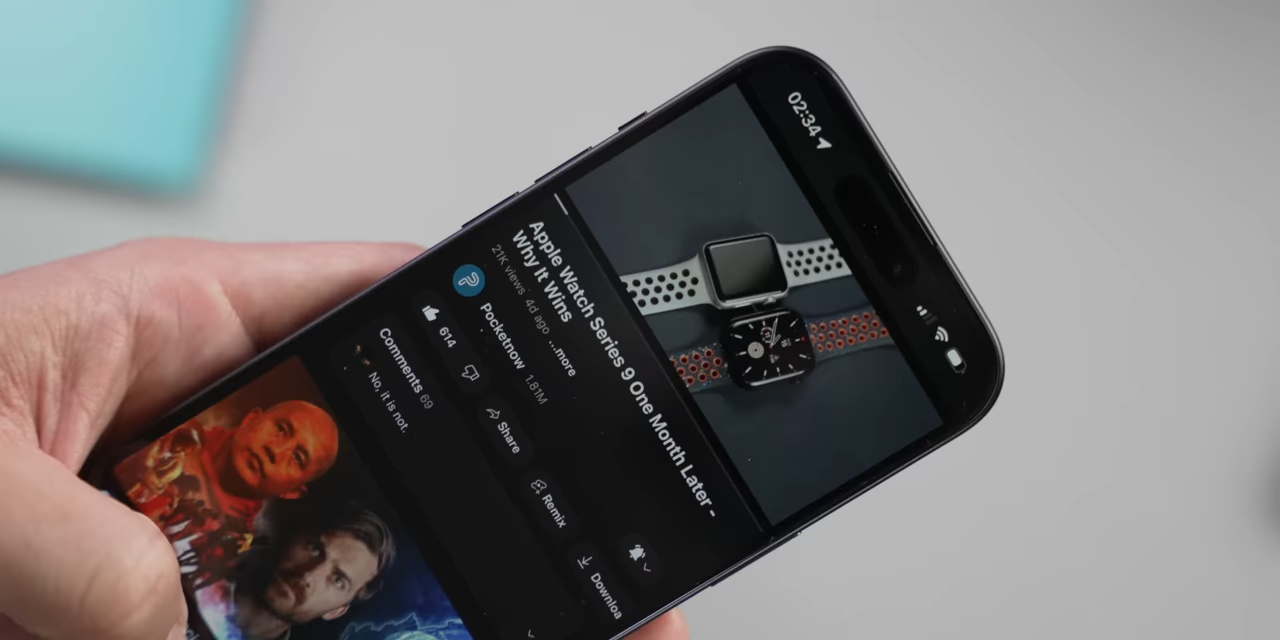 02:34
Apple Watch Series 9 One Month Later -
Why It Wins
21K views 4d ago ...more
Pocketnow 1.81M
614
Share
Remix
Downloa
Comments 69
No, it is not.